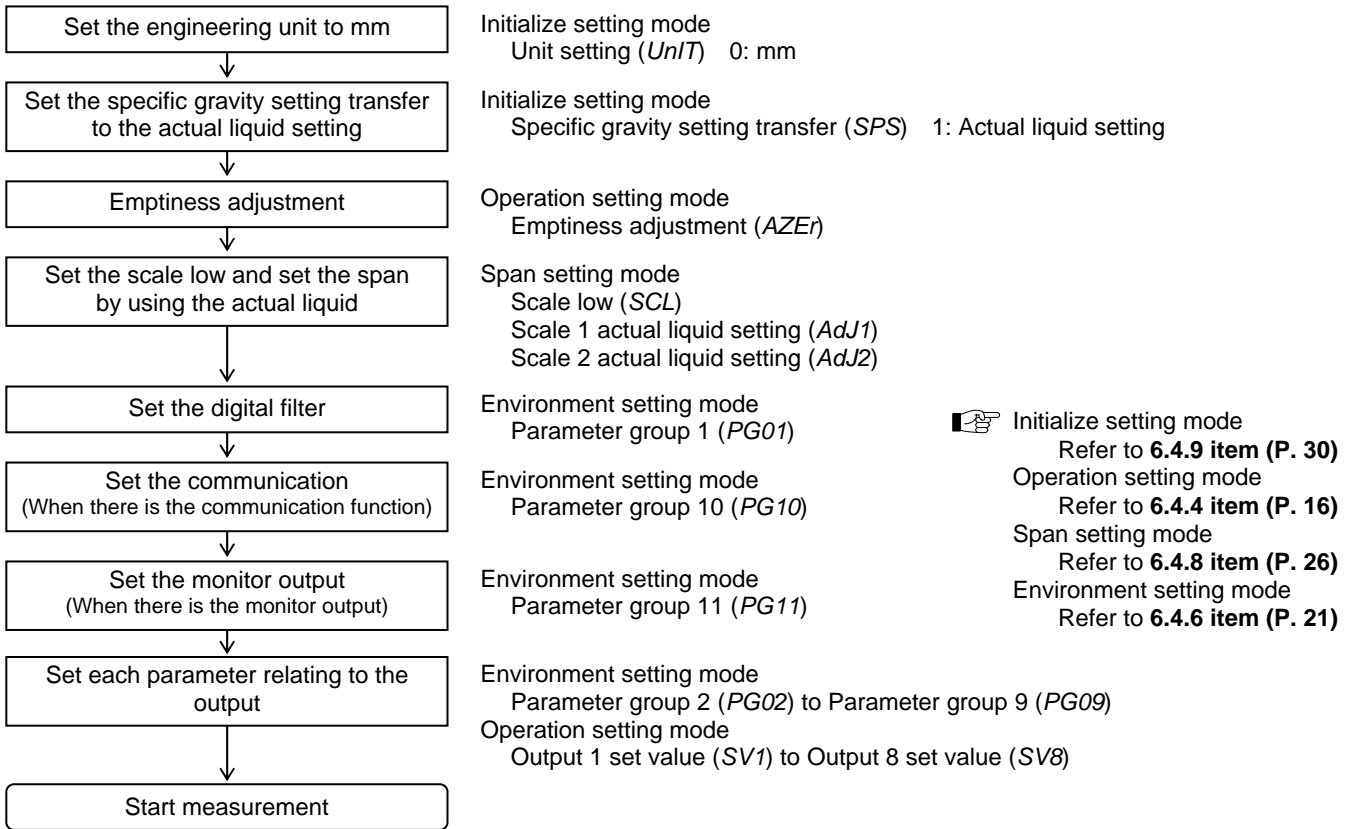 Set the engineering unit to mm
Initialize setting mode
Unit setting (UnIT) 0: mm
Set the specific gravity setting transfer
to the actual liquid setting
Initialize setting mode
Specific gravity setting transfer (SPS) 1: Actual liquid setting
Emptiness adjustment
Operation setting mode
Emptiness adjustment (AZEr)
Set the scale low and set the span
by using the actual liquid
Span setting mode
Scale low (SCL)
Scale 1 actual liquid setting (AdJ1)
Scale 2 actual liquid setting (AdJ2)
Set the digital filter
Environment setting mode
Parameter group 1 (PG01)
Set the communication
(When there is the communication function)
Environment setting mode
Parameter group 10 (PG10)
Set the monitor output
(When there is the monitor output)
Environment setting mode
Parameter group 11 (PG11)
Initialize setting mode
Refer to 6.4.9 item (P. 30)
Operation setting mode
Refer to 6.4.4 item (P. 16)
Span setting mode
Refer to 6.4.8 item (P. 26)
Environment setting mode
Refer to 6.4.6 item (P. 21)
Set each parameter relating to the
output
Environment setting mode
Parameter group 2 (PG02) to Parameter group 9 (PG09)
Operation setting mode
Output 1 set value (SV1) to Output 8 set value (SV8)
Start measurement